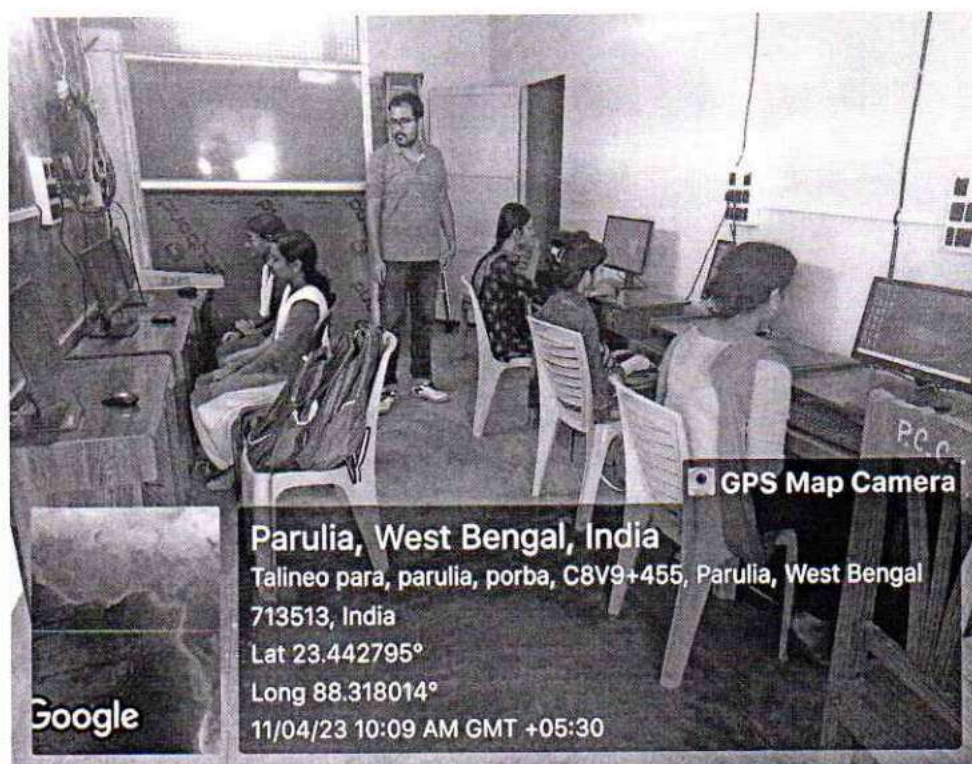 P.C.C
GPS Map Camera
Parulia, West Bengal, India
Talineo para, parulia, porba, C8V9+455, Parulia, West Bengal
713513, India
Lat 23.442795°
Long 88.318014°
11/04/23 10:09 AM GMT +05:30
Google